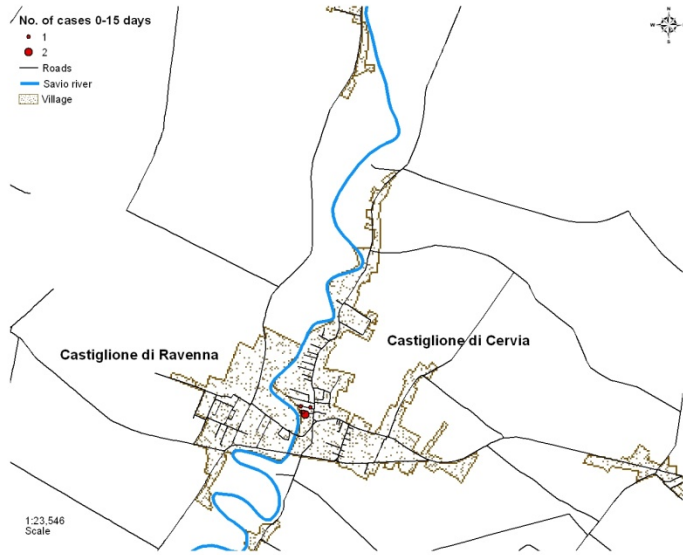 No. of cases 0-15 days
1
2
Roads
Savio river
Village
N
W
E
S
Castiglione di Ravenna
Castiglione di Cervia
1:23,546
Scale